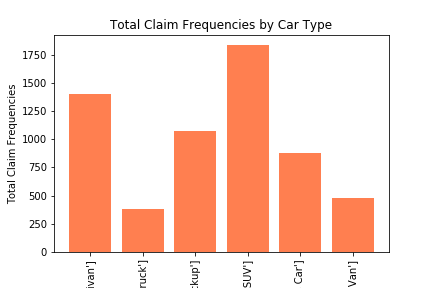 Total Claim Frequencies by Car Type
Total Claim Frequencies
1750
1500
1250
1000
750
500
250
0
ivan']
ruck']
kup']
SUV']
Car']
Van']